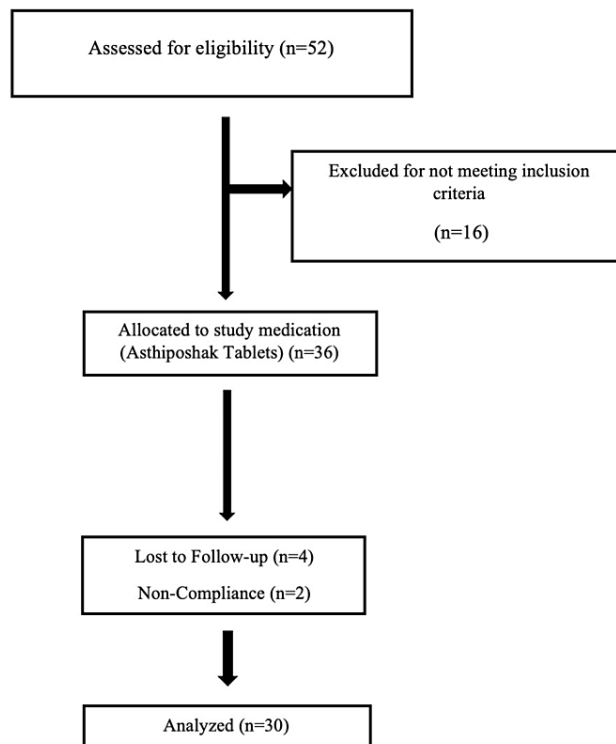 Assessed for eligibility (n=52)
Excluded for not meeting inclusion
criteria
(n=16)
Allocated to study medication
(Asthiposhak Tablets) (n=36)
Lost to Follow-up (n=4)
Non-Compliance (n=2)
Analyzed (n=30)